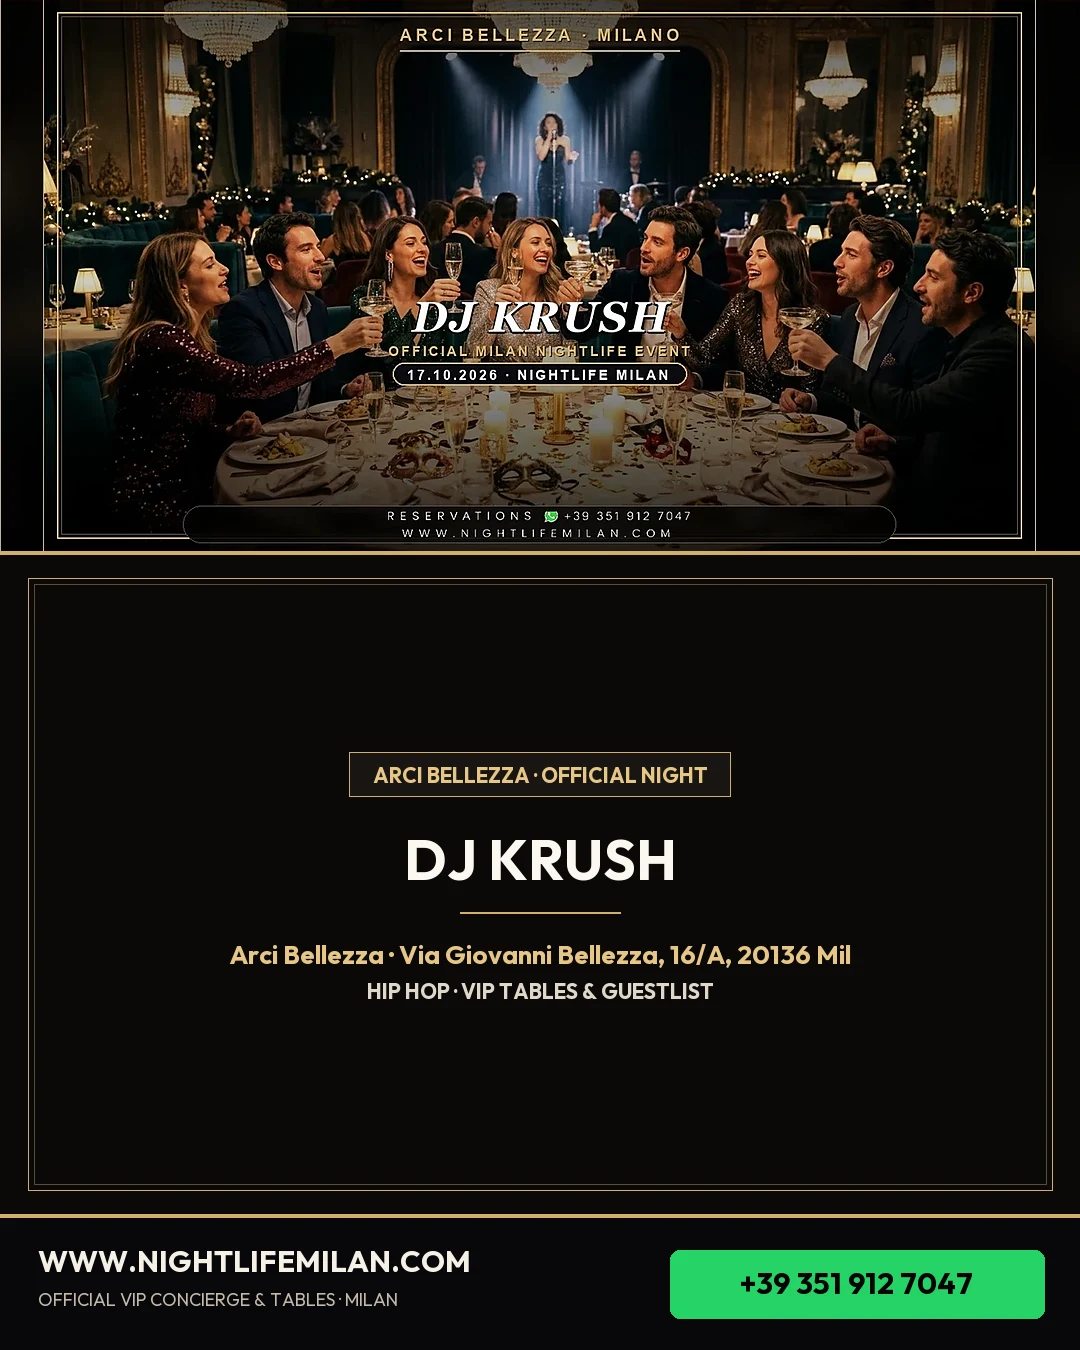 ARCI BELLEZZA · MILANO
DJ KRUSH
OFFICIAL MILAN NIGHTLIFE EVENT
17.10.2026 · NIGHTLIFE MILAN
RESERVATIONS +39 351 912 7047
WWW.NIGHTLIFEMILAN.COM
ARCI BELLEZZA · OFFICIAL NIGHT
DJ KRUSH
Arci Bellezza · Via Giovanni Bellezza, 16/A, 20136 Mil
HIP HOP · VIP TABLES & GUESTLIST
WWW.NIGHTLIFEMILAN.COM
OFFICIAL VIP CONCIERGE & TABLES · MILAN
+39 351 912 7047